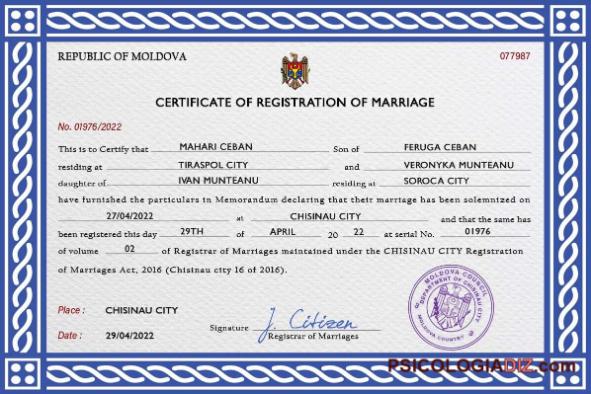 REPUBLIC OF MOLDOVA 077987
CERTIFICATE OF REGISTRATION OF MARRIAGE
No. 01976/2022
This is to Certify that MAHARI CEBAN Son of FERUGA CEBAN
residing at TIRASPOL CITY and VERONYKA MUNTEANU
daughter of IVAN MUNTEANU residing at SOROCA CITY
have furnished the particulars in Memorandum declaring that their marriage has been solemnized on
27/04/2022 at CHISINAU CITY and that the same has
been registered this day 29TH of APRIL 20 22 at serial No. 01976
of volume 02 of Registrar of Marriages maintained under the CHISINAU CITY Registration
of Marriages Act, 2016 (Chisinau city 16 of 2016).
Place : CHISINAU CITY
Signature J. Citizen
Date : 29/04/2022 Registrar of Marriages
MOLDOVA COUNCIL
DEPARTMENT OF CHISINAU CITY
MOLDOVA COUNTRY
PSICOLOGIADIZ.com